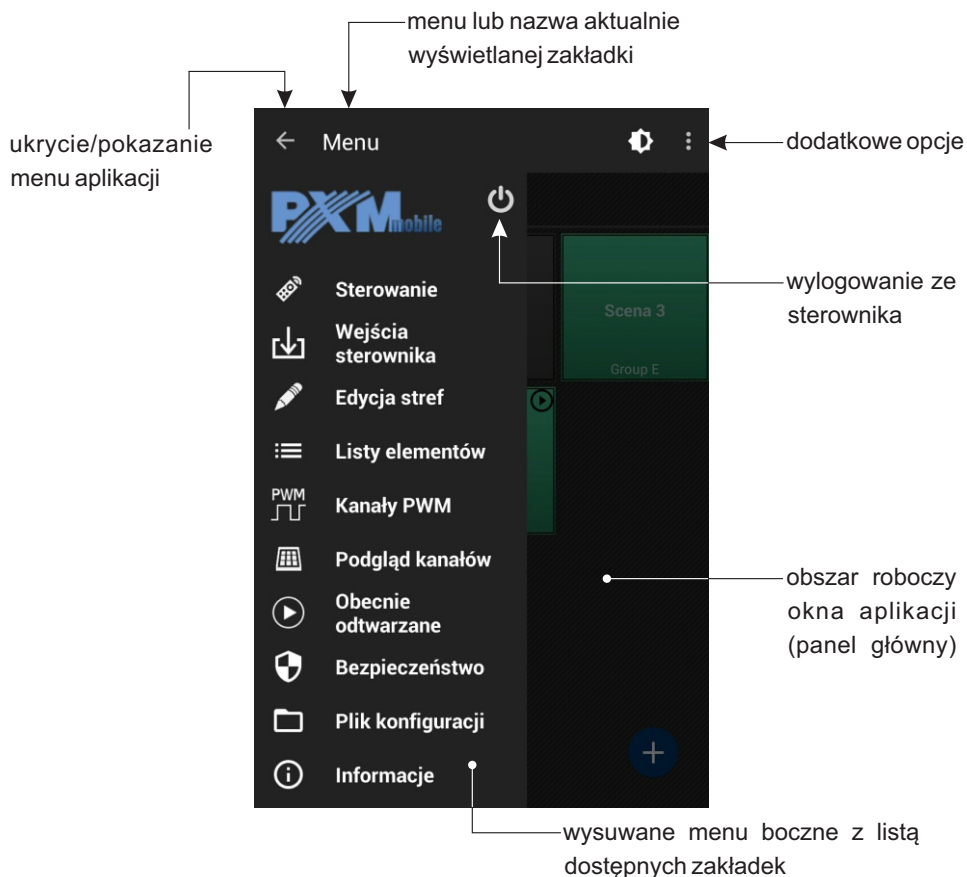 menu lub nazwa aktualnie
wyświetlanej zakładki
ukrycie/pokazanie
menu aplikacji
Menu
dodatkowe opcje
PXM mobile
wylogowanie ze
sterownika
Sterowanie
Scena 3
Wejścia
sterownika
Group E
Edycja stref
Listy elementów
PWM
Kanały PWM
Podgląd kanałów
obszar roboczy
okna aplikacji
(panel główny)
Obecnie
odtwarzane
Bezpieczeństwo
Plik konfiguracji
Informacje
wysuwane menu boczne z listą
dostępnych zakładek